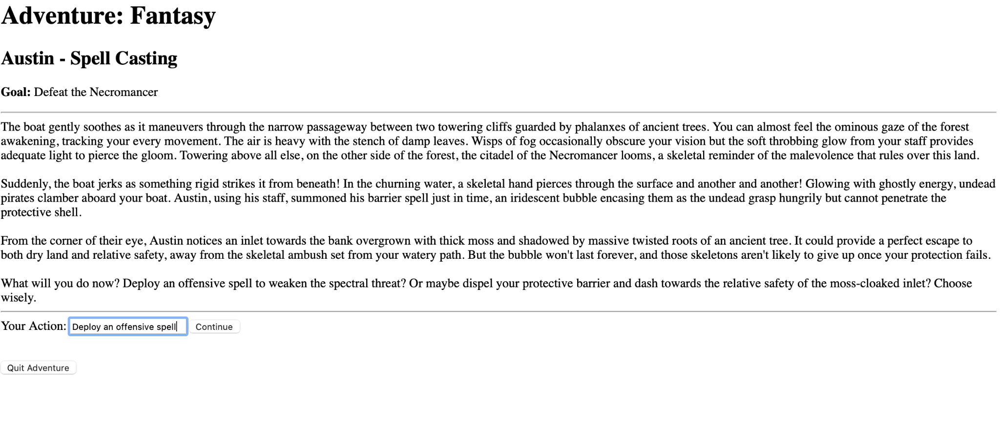 Adventure: Fantasy
Austin - Spell Casting
Goal: Defeat the Necromancer
The boat gently soothes as it maneuvers through the narrow passageway between two towering cliffs guarded by phalanxes of ancient trees. You can almost feel the ominous gaze of the forest
awakening, tracking your every movement. The air is heavy with the stench of damp leaves. Wisps of fog occasionally obscure your vision but the soft throbbing glow from your staff provides
adequate light to pierce the gloom. Towering above all else, on the other side of the forest, the citadel of the Necromancer looms, a skeletal reminder of the malevolence that rules over this land.
Suddenly, the boat jerks as something rigid strikes it from beneath! In the churning water, a skeletal hand pierces through the surface and another and another! Glowing with ghostly energy, undead
pirates clamber aboard your boat. Austin, using his staff, summoned his barrier spell just in time, an iridescent bubble encasing them as the undead grasp hungrily but cannot penetrate the
protective shell.
From the corner of their eye, Austin notices an inlet towards the bank overgrown with thick moss and shadowed by massive twisted roots of an ancient tree. It could provide a perfect escape to
both dry land and relative safety, away from the skeletal ambush set from your watery path. But the bubble won't last forever, and those skeletons aren't likely to give up once your protection fails.
What will you do now? Deploy an offensive spell to weaken the spectral threat? Or maybe dispel your protective barrier and dash towards the relative safety of the moss-cloaked inlet? Choose
wisely.
Your Action: Deploy an offensive spell Continue
Quit Adventure